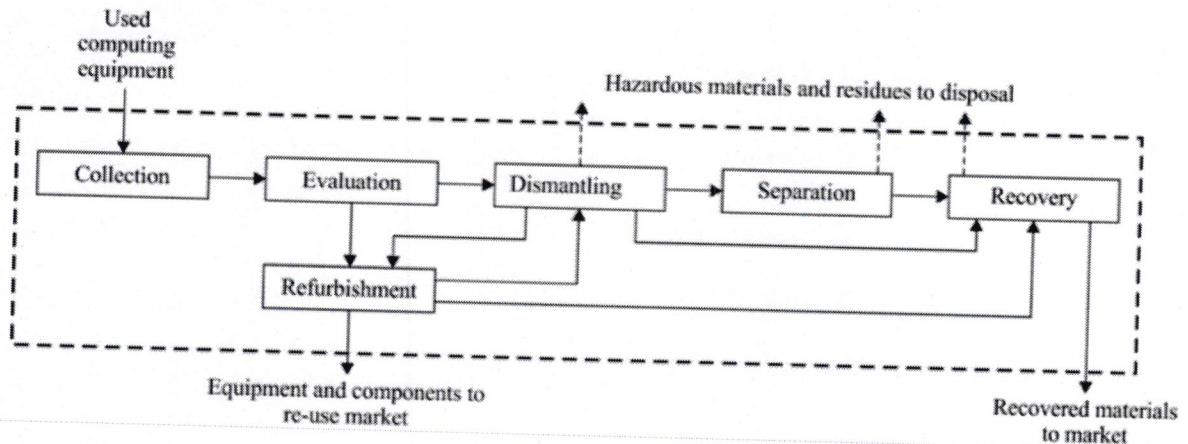 Used
computing
equipment
Hazardous materials and residues to disposal
Collection
Evaluation
Dismantling
Separation
Recovery
Refurbishment
Equipment and components to
re-use market
Recovered materials
to market